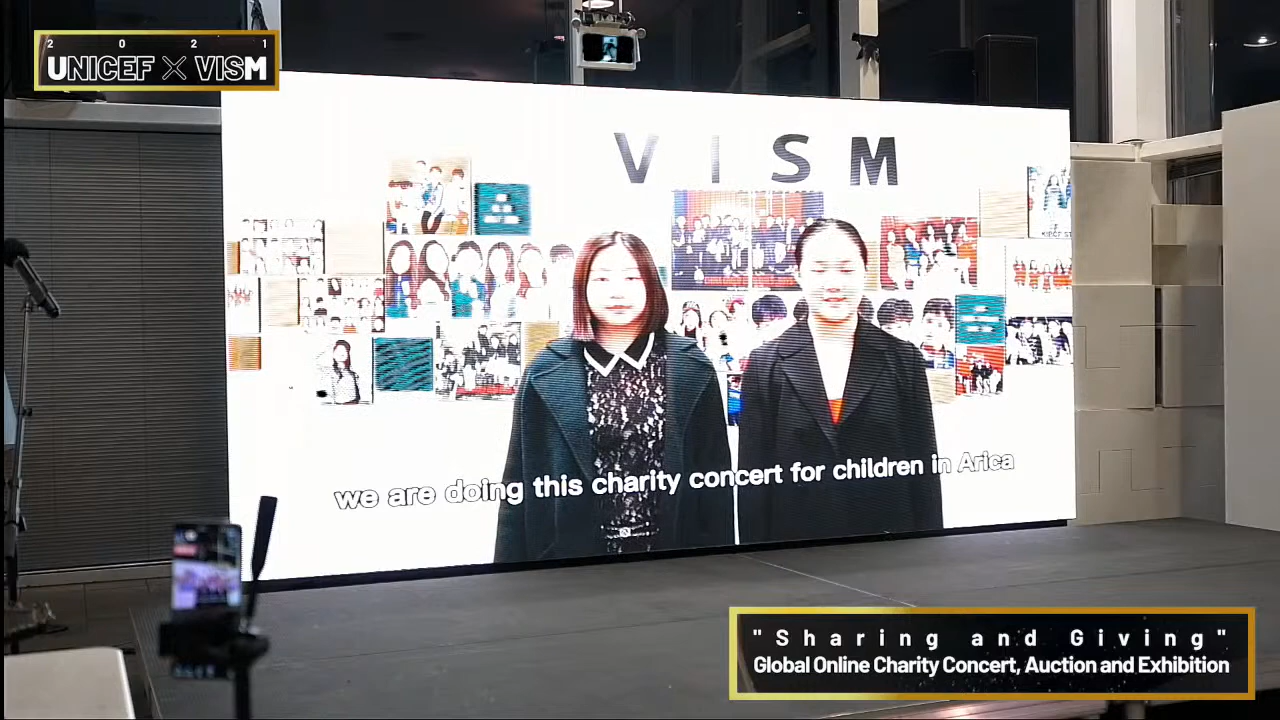 2 0 2 1
UNICEF × VISM
VISM
we are doing this charity concert for children in Arica
"Sharing and Giving"
Global Online Charity Concert, Auction and Exhibition